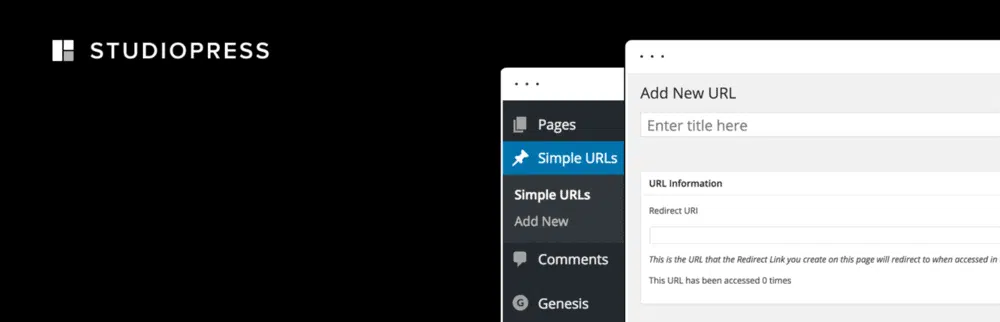 STUDIOPRESS
Pages
Simple URLs
Simple URLs
Add New
Comments
G Genesis
Add New URL
Enter title here
URL Information
Redirect URI
This is the URL that the Redirect Link you create on this page will redirect to when accessed in
This URL has been accessed 0 times